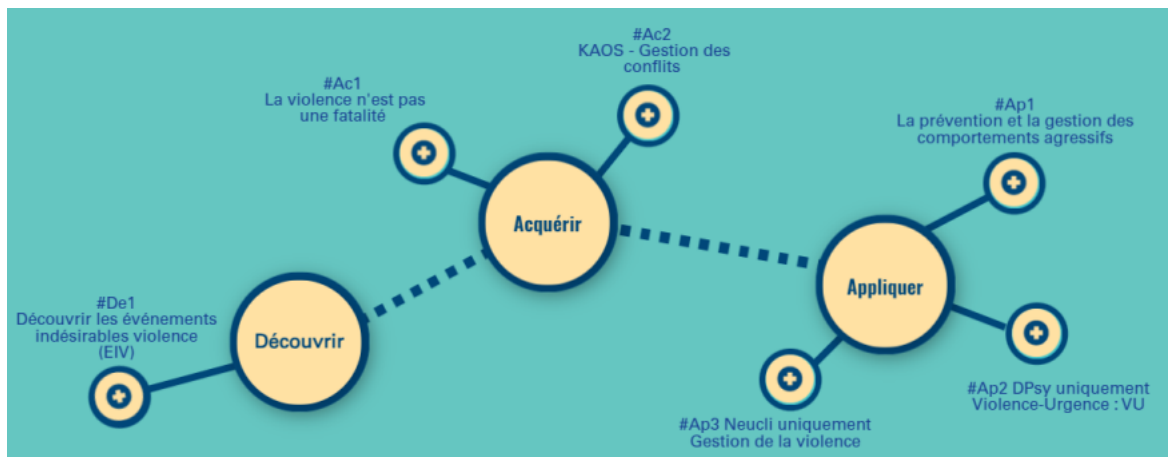 #De1
Découvrir les événements
indésirables violence
(EIV)
Découvrir
#Ac1
La violence n'est pas
une fatalité
#Ac2
KAOS - Gestion des
conflits
Acquérir
#Ap1
La prévention et la gestion des
comportements agressifs
Appliquer
#Ap2 DPsy uniquement
Violence-Urgence : VU
#Ap3 Neucli uniquement
Gestion de la violence